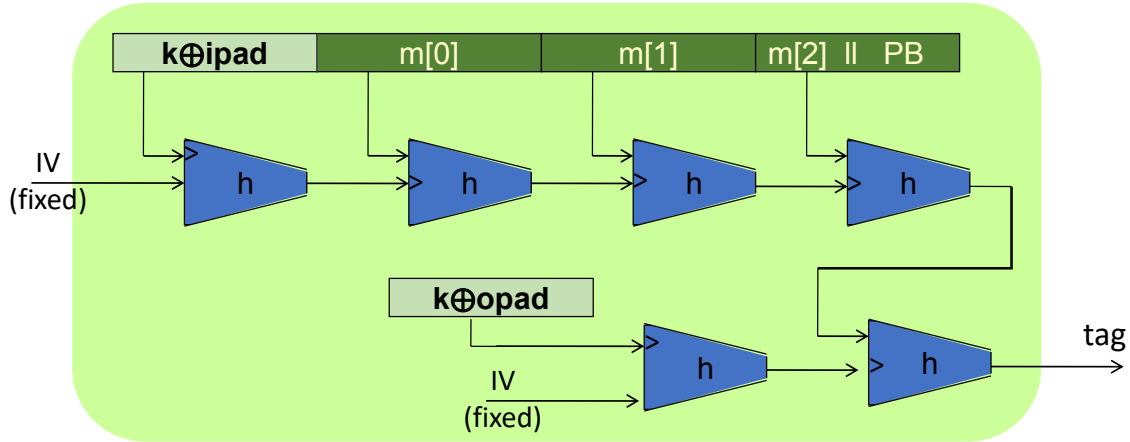 k⊕ipad m[0] m[1] m[2] ll PB
> > > >
IV
(fixed)
h h h h
k⊕opad
tag
> >
h h
IV
(fixed)